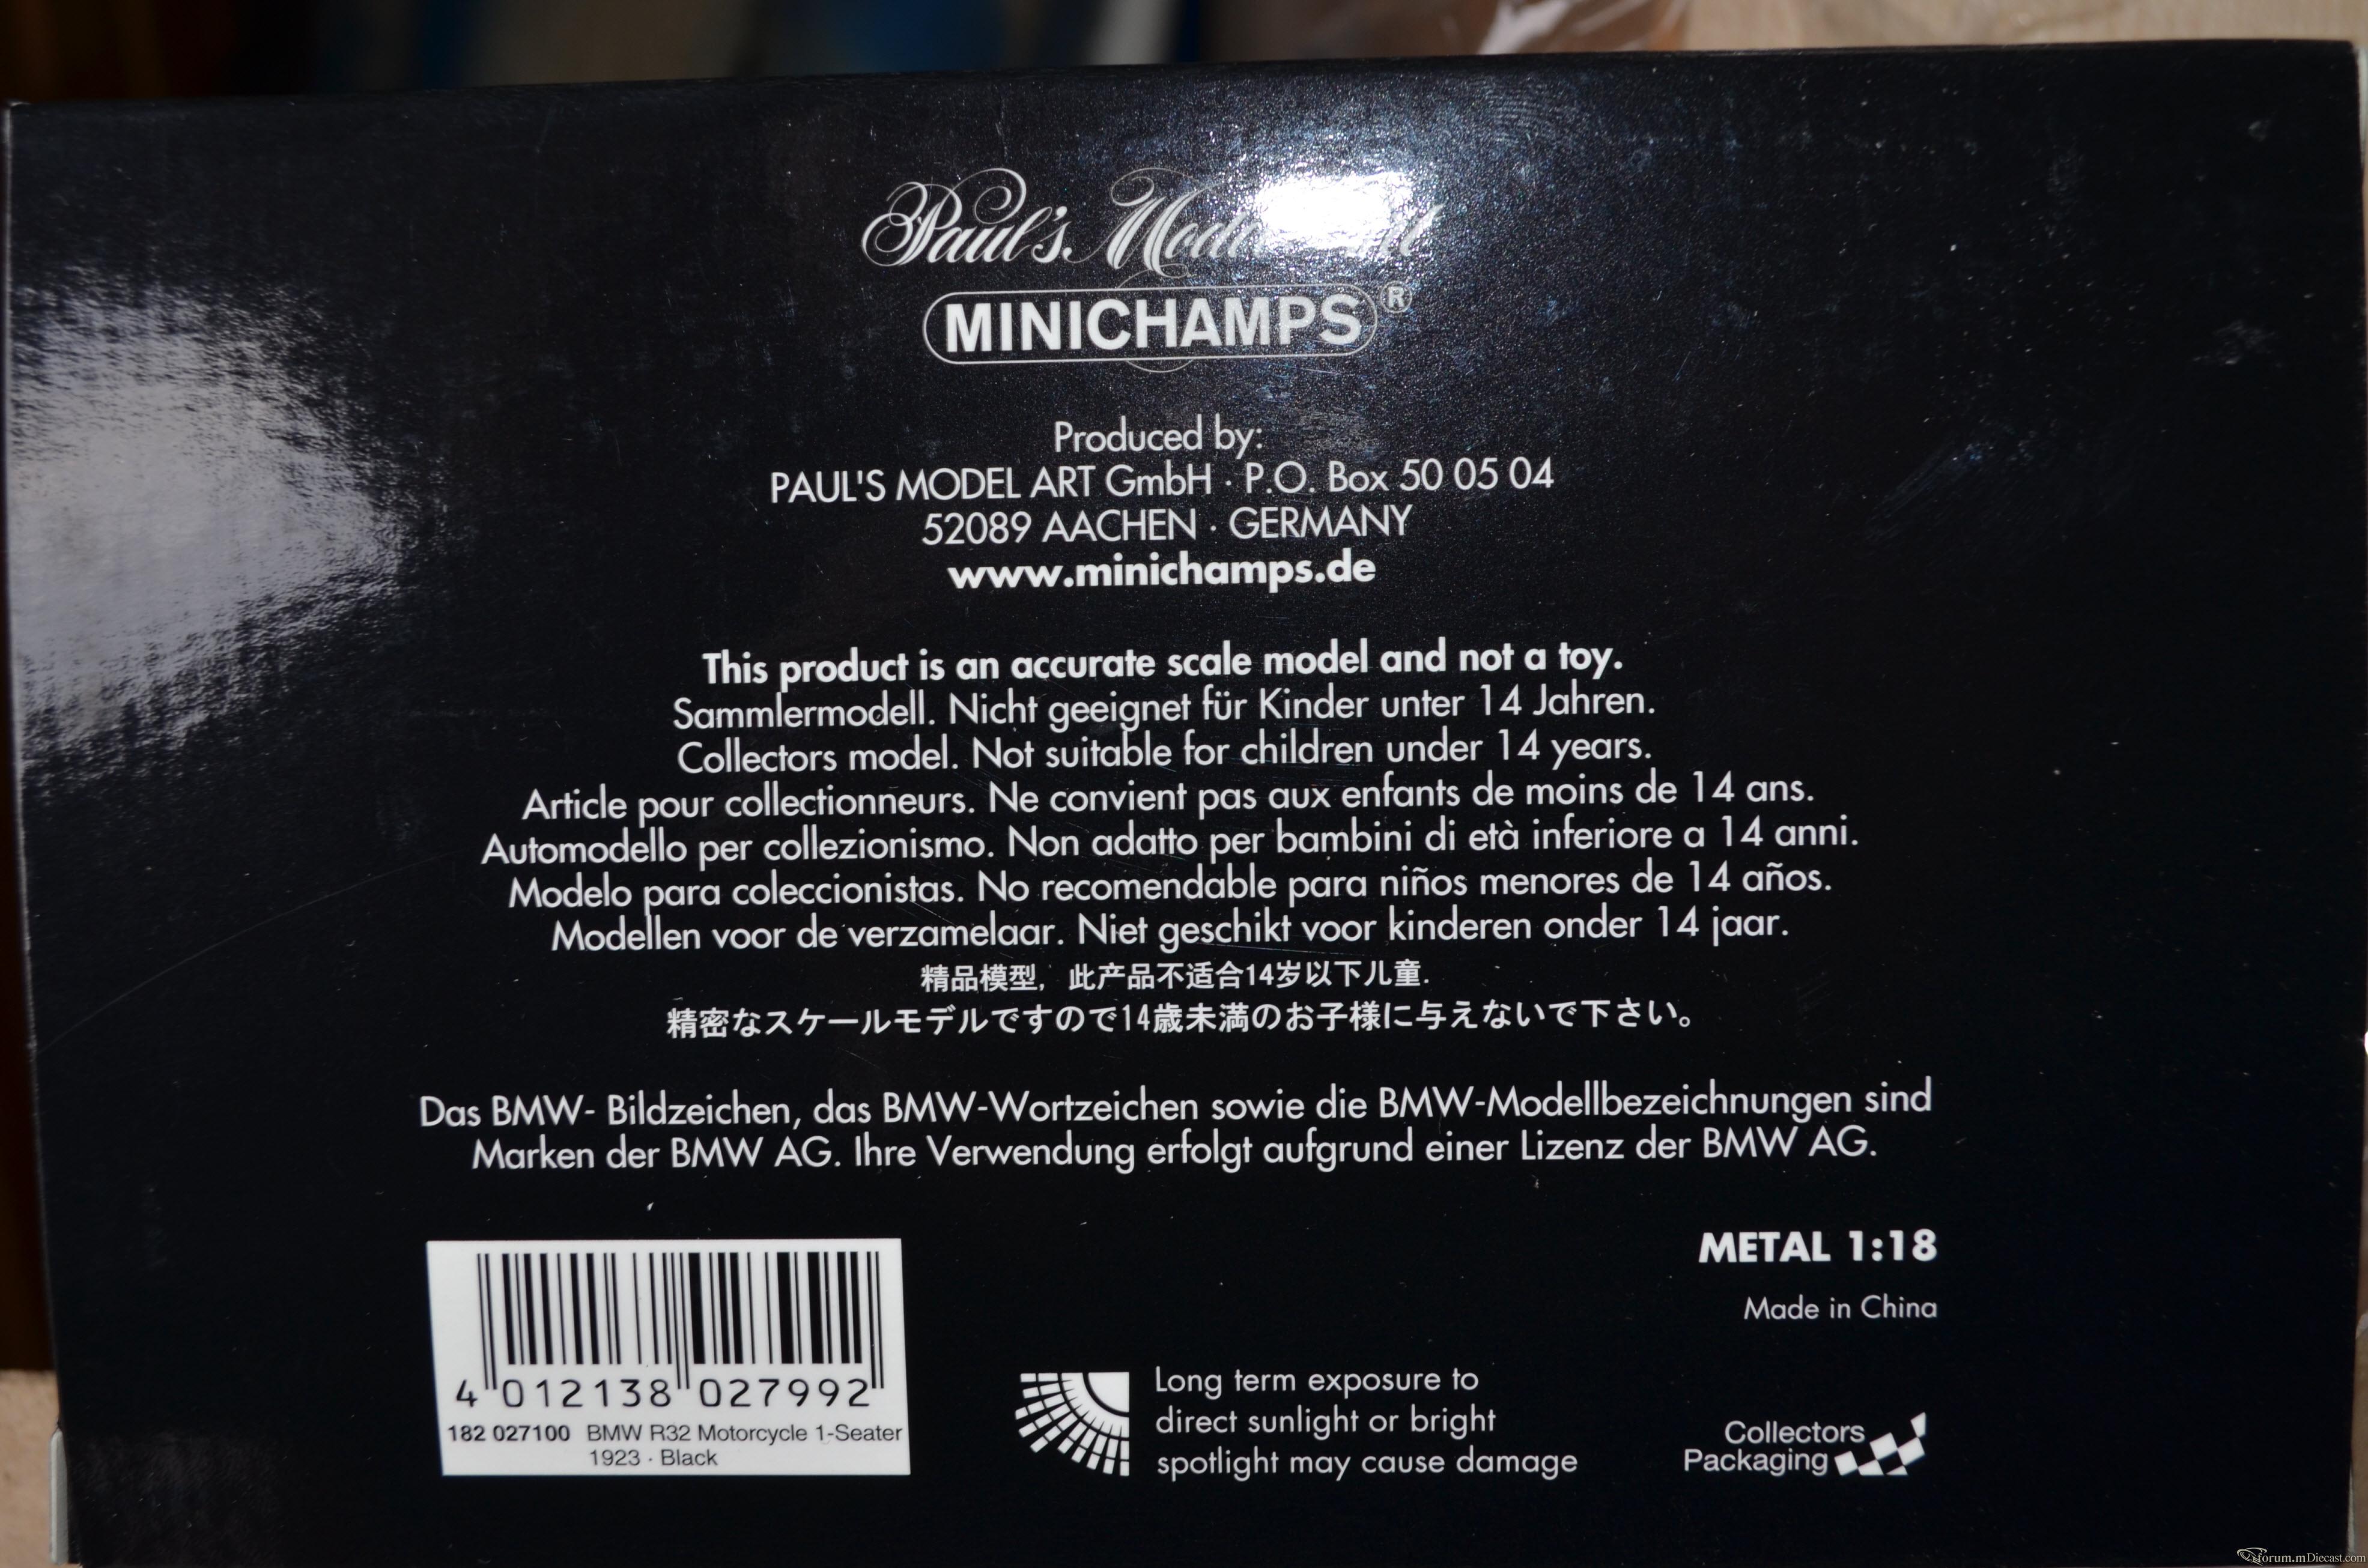 Paul's
MINICHAMPS®
Produced by:
PAUL'S MODEL ART GmbH · P.O. Box 50 05 04
52089 AACHEN · GERMANY
www.minichamps.de
This product is an accurate scale model and not a toy.
Sammlermodell. Nicht geeignet für Kinder unter 14 Jahren.
Collectors model. Not suitable for children under 14 years.
Article pour collectionneurs. Ne convient pas aux enfants de moins de 14 ans.
Automodello per collezionismo. Non adatto per bambini di età inferiore a 14 anni.
Modelo para coleccionistas. No recomendable para niños menores de 14 años.
Modellen voor de verzamelaar. Niet geschikt voor kinderen onder 14 jaar.
精品模型, 此产品不适合14岁以下儿童.
精密なスケールモデルですので14歳未満のお子様に与えないで下さい。
Das BMW- Bildzeichen, das BMW-Wortzeichen sowie die BMW-Modellbezeichnungen sind
Marken der BMW AG. Ihre Verwendung erfolgt aufgrund einer Lizenz der BMW AG.
METAL 1:18
Made in China
4 012138 027992
182 027100 BMW R32 Motorcycle 1-Seater
1923 · Black
Long term exposure to
direct sunlight or bright
spotlight may cause damage
Collectors
Packaging
forum.mDiecast.com